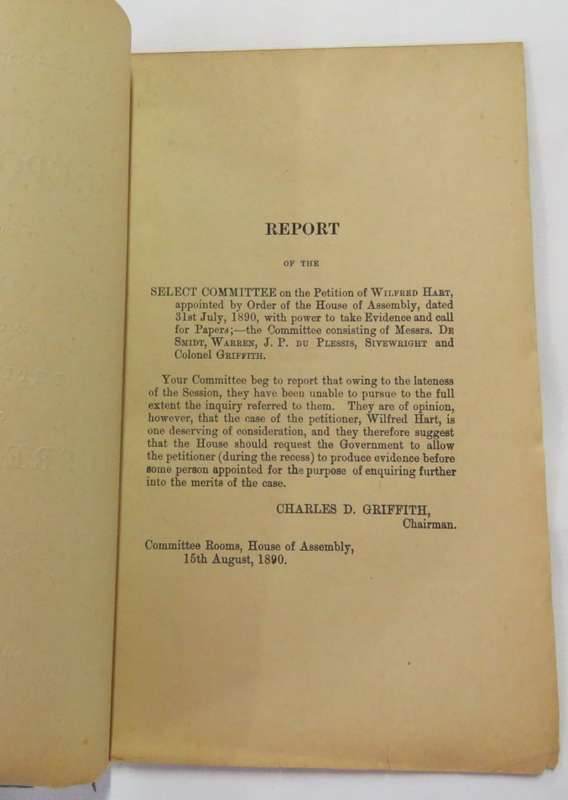 REPORT
OF THE
SELECT COMMITTEE on the Petition of WILFRED HART,
appointed by Order of the House of Assembly, dated
31st July, 1890, with power to take Evidence and call
for Papers;—the Committee consisting of Messrs. DE
SMIDT, WARREN, J. P. DU PLESSIS, SIVEWRIGHT and
Colonel GRIFFITH.
Your Committee beg to report that owing to the lateness
of the Session, they have been unable to pursue to the full
extent the inquiry referred to them. They are of opinion,
however, that the case of the petitioner, Wilfred Hart, is
one deserving of consideration, and they therefore suggest
that the House should request the Government to allow
the petitioner (during the recess) to produce evidence before
some person appointed for the purpose of enquiring further
into the merits of the case.
CHARLES D. GRIFFITH,
Chairman.
Committee Rooms, House of Assembly,
15th August, 1890.